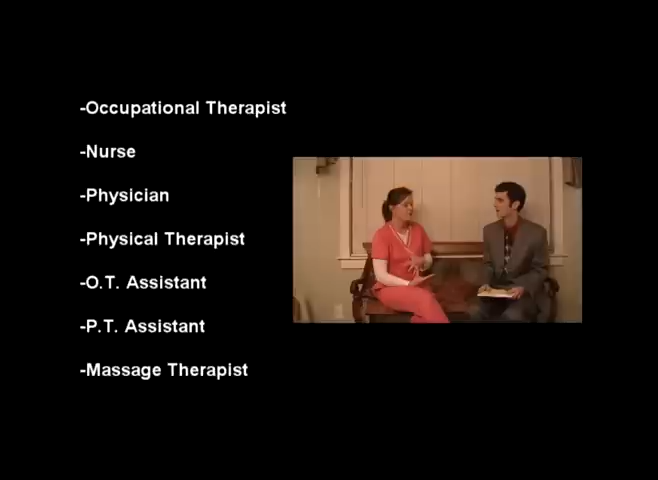 -Occupational Therapist
-Nurse
-Physician
-Physical Therapist
-O.T. Assistant
-P.T. Assistant
-Massage Therapist